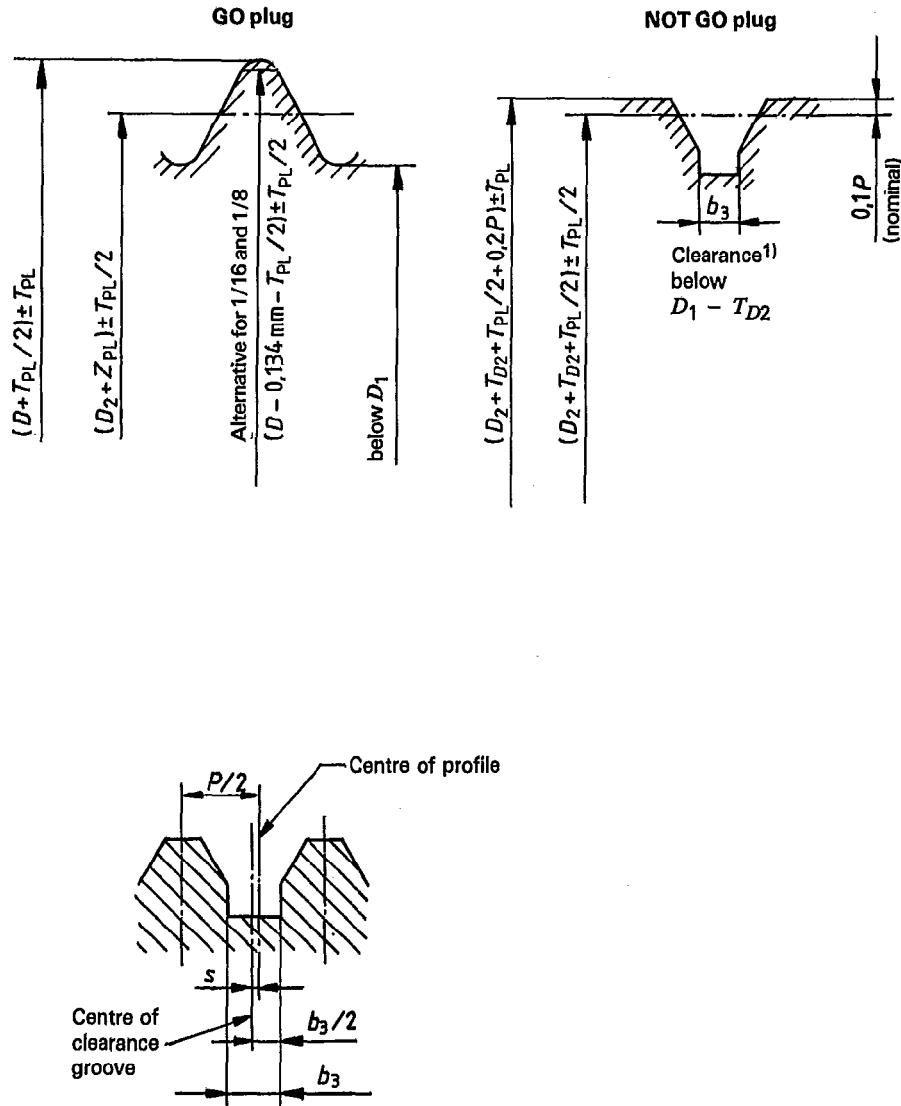 GO plug
NOT GO plug
(D+T_PL/2)±T_PL
(D_2+Z_PL)±T_PL/2
Alternative for 1/16 and 1/8
(D−0,134 mm−T_PL/2)±T_PL/2
below D_1
(D_2+T_D2+T_PL/2+0,2P)±T_PL
(D_2+T_D2+T_PL/2)±T_PL/2
b_3
Clearance 1)
below
D_1 − T_D2
0,1P
(nominal)
P/2
Centre of profile
s
Centre of
clearance
groove
b_3/2
b_3